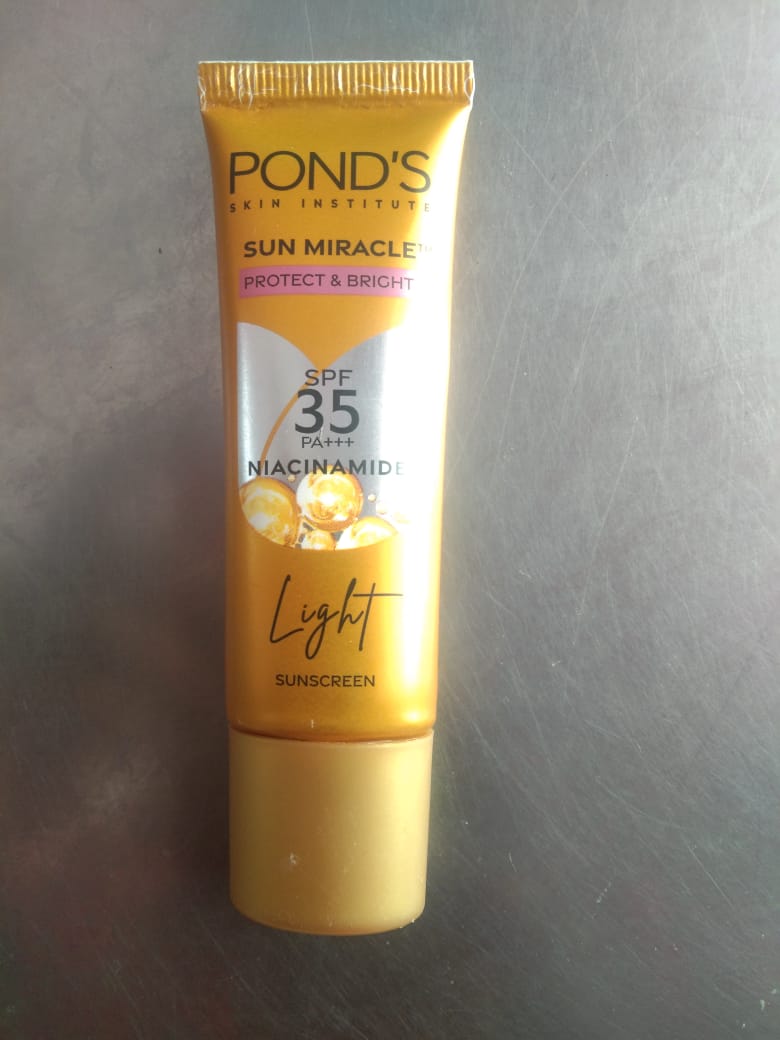 POND'S
SKIN INSTITUTE
SUN MIRACLE™
PROTECT & BRIGHT
SPF
35
PA+++
NIACINAMIDE
Light
SUNSCREEN